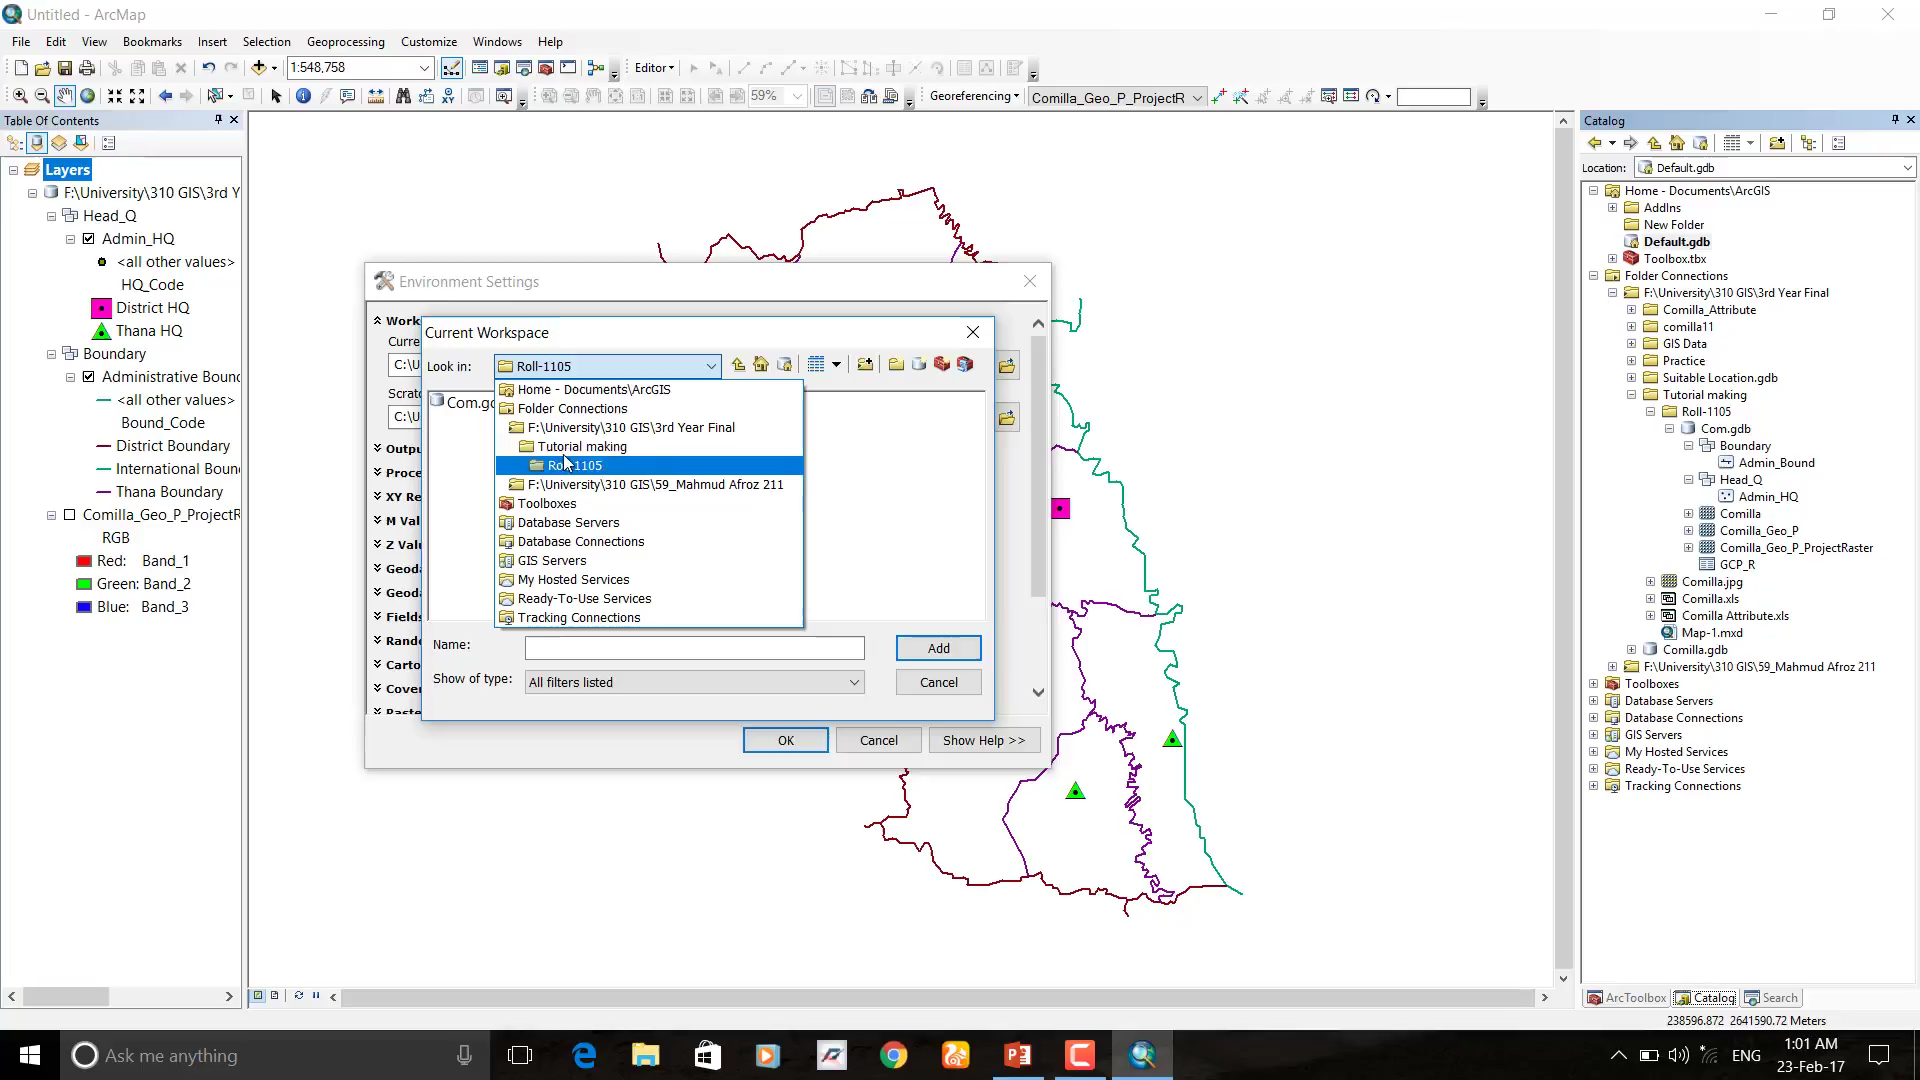 Untitled - ArcMap
File Edit View Bookmarks Insert Selection Geoprocessing Customize Windows Help
1:548,758
Editor
59%
Georeferencing
Comilla_Geo_P_ProjectR
Table Of Contents
Layers
F:\University\310 GIS\3rd Y
Head_Q
Admin_HQ
<all other values>
HQ_Code
District HQ
Thana HQ
Boundary
Administrative Bound
<all other values>
Bound_Code
District Boundary
International Boun
Thana Boundary
Comilla_Geo_P_ProjectR
RGB
Red: Band_1
Green: Band_2
Blue: Band_3
Environment Settings
Work
Curre
C:\U
Scratc
C:\U
Outpu
Proce
XY Re
M Valu
Z Valu
Geoda
Geoda
Fields
Rando
Carto
Cover
Raste
OK
Cancel
Show Help >>
Current Workspace
Look in:
Roll-1105
Com.gd
Home - Documents\ArcGIS
Folder Connections
F:\University\310 GIS\3rd Year Final
Tutorial making
Roll-1105
F:\University\310 GIS\59_Mahmud Afroz 211
Toolboxes
Database Servers
Database Connections
GIS Servers
My Hosted Services
Ready-To-Use Services
Tracking Connections
Name:
Add
Show of type:
All filters listed
Cancel
Catalog
Location:
Default.gdb
Home - Documents\ArcGIS
AddIns
New Folder
Default.gdb
Toolbox.tbx
Folder Connections
F:\University\310 GIS\3rd Year Final
Comilla_Attribute
comilla11
GIS Data
Practice
Suitable Location.gdb
Tutorial making
Roll-1105
Com.gdb
Boundary
Admin_Bound
Head_Q
Admin_HQ
Comilla
Comilla_Geo_P
Comilla_Geo_P_ProjectRaster
GCP_R
Comilla.jpg
Comilla.xls
Comilla Attribute.xls
Map-1.mxd
Comilla.gdb
F:\University\310 GIS\59_Mahmud Afroz 211
Toolboxes
Database Servers
Database Connections
GIS Servers
My Hosted Services
Ready-To-Use Services
Tracking Connections
ArcToolbox Catalog Search
238596.872 2641590.72 Meters
Ask me anything
ENG
1:01 AM
23-Feb-17